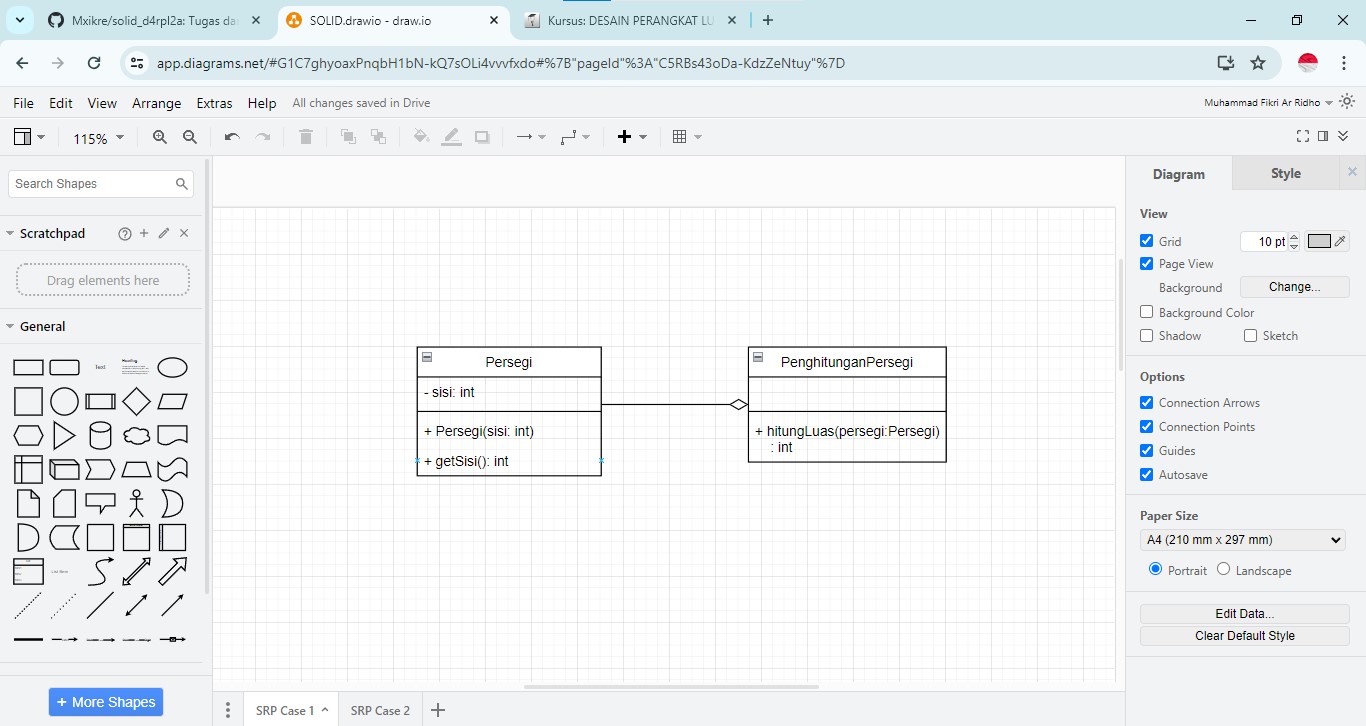 Mxikre/solid_d4rpl2a: Tugas da
SOLID.drawio - draw.io
Kursus: DESAIN PERANGKAT LU
app.diagrams.net/#G1C7ghyoaxPnqbH1bN-kQ7sOLi4vvvfxdo#%7B"pageId"%3A"C5RBs43oDa-KdzZeNtuy"%7D
File Edit View Arrange Extras Help All changes saved in Drive
Muhammad Fikri Ar Ridho
115%
Search Shapes
Scratchpad
Drag elements here
General
Text
Heading
List Item
+ More Shapes
Persegi
- sisi: int
+ Persegi(sisi: int)
+ getSisi(): int
PenghitunganPersegi
+ hitungLuas(persegi:Persegi)
: int
SRP Case 1
SRP Case 2
Diagram
Style
View
Grid
10 pt
Page View
Background
Change...
Background Color
Shadow
Sketch
Options
Connection Arrows
Connection Points
Guides
Autosave
Paper Size
A4 (210 mm x 297 mm)
Portrait
Landscape
Edit Data...
Clear Default Style